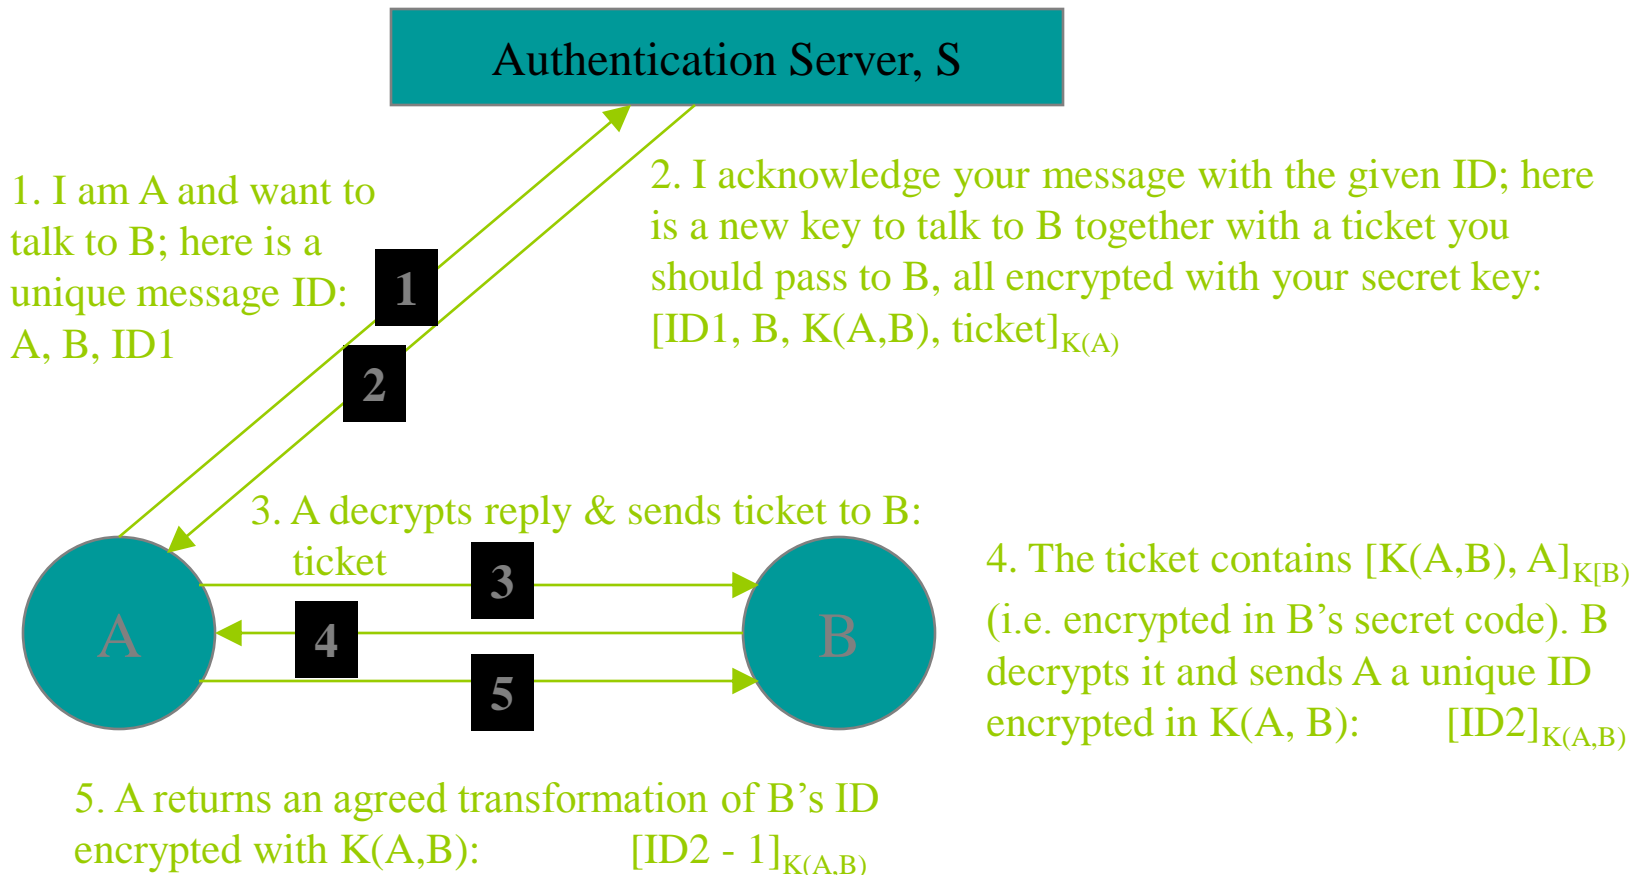 Authentication Server, S
1. I am A and want to
talk to B; here is a
unique message ID:
A, B, ID1
2. I acknowledge your message with the given ID; here
is a new key to talk to B together with a ticket you
should pass to B, all encrypted with your secret key:
[ID1, B, K(A,B), ticket]K(A)
1
2
3. A decrypts reply & sends ticket to B:
ticket
3
4
5
A
B
4. The ticket contains [K(A,B), A]K[B)
(i.e. encrypted in B’s secret code). B
decrypts it and sends A a unique ID
encrypted in K(A, B): [ID2]K(A,B)
5. A returns an agreed transformation of B’s ID
encrypted with K(A,B): [ID2 - 1]K(A,B)